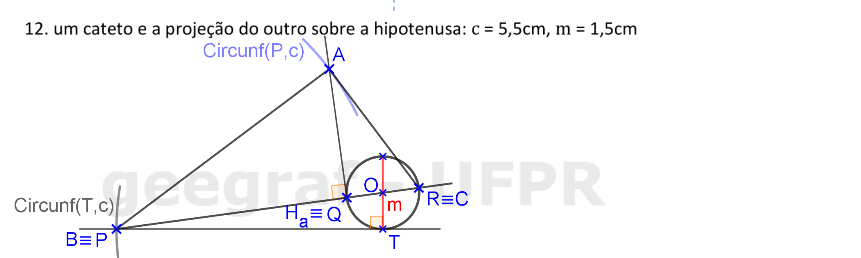 12. um cateto e a projeção do outro sobre a hipotenusa: c = 5,5cm, m = 1,5cm
Circunf(P,c)
A
geegraf - UFPR
O
Circunf(T,c)
m
R≡C
Hₐ≡Q
B≡P
T